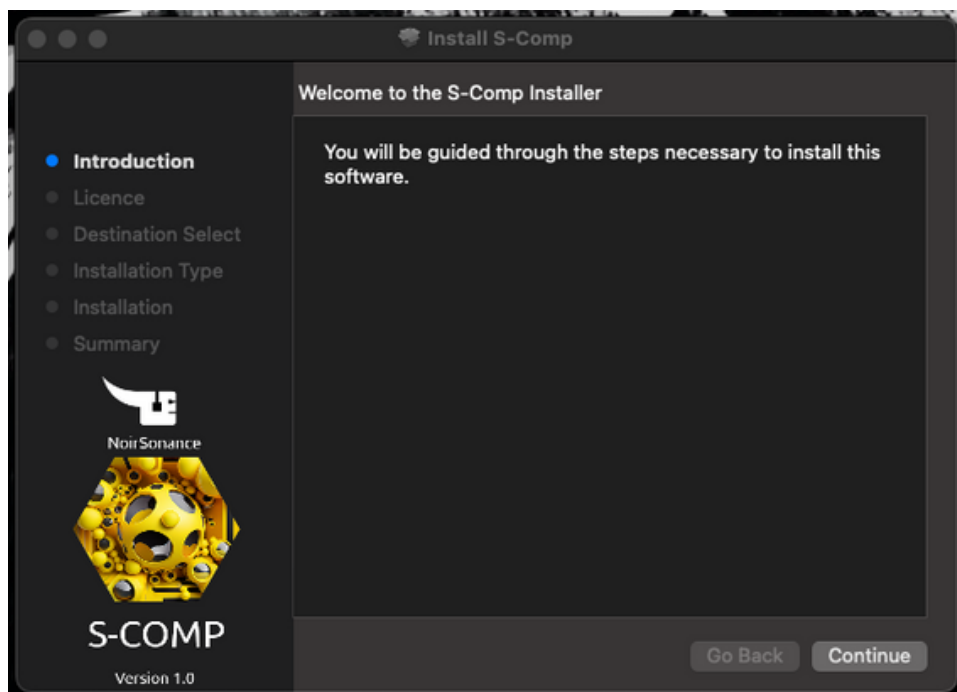 Install S-Comp
Welcome to the S-Comp Installer
You will be guided through the steps necessary to install this
software.
Introduction
Licence
Destination Select
Installation Type
Installation
Summary
NoirSonance
S-COMP
Version 1.0
Go Back
Continue